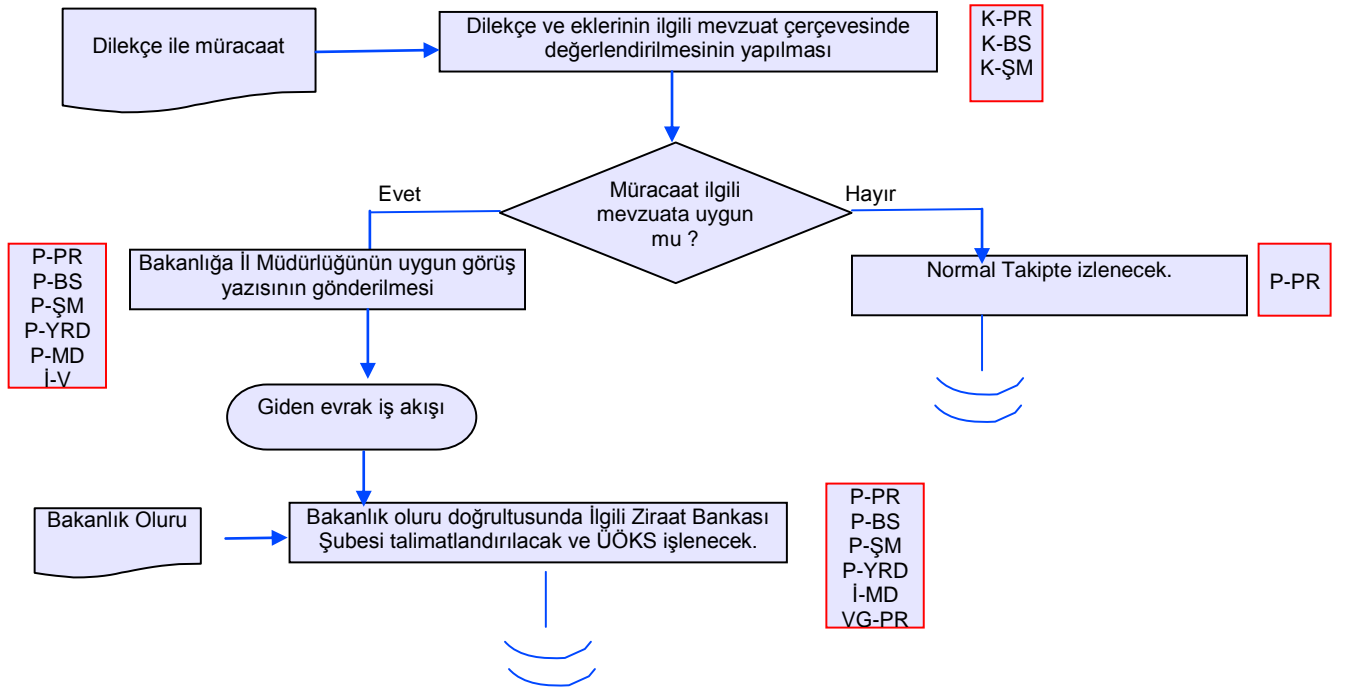 Dilekçe ile müracaat
Dilekçe ve eklerinin ilgili mevzuat çerçevesinde
değerlendirilmesinin yapılması
K-PR
K-BS
K-ŞM
Müracaat ilgili
mevzuata uygun
mu ?
Evet
Hayır
P-PR
P-BS
P-ŞM
P-YRD
P-MD
İ-V
Bakanlığa İl Müdürlüğünün uygun görüş
yazısının gönderilmesi
Normal Takipte izlenecek.
P-PR
Giden evrak iş akışı
Bakanlık Oluru
Bakanlık oluru doğrultusunda İlgili Ziraat Bankası
Şubesi talimatlandırılacak ve ÜÖKS işlenecek.
P-PR
P-BS
P-ŞM
P-YRD
İ-MD
VG-PR